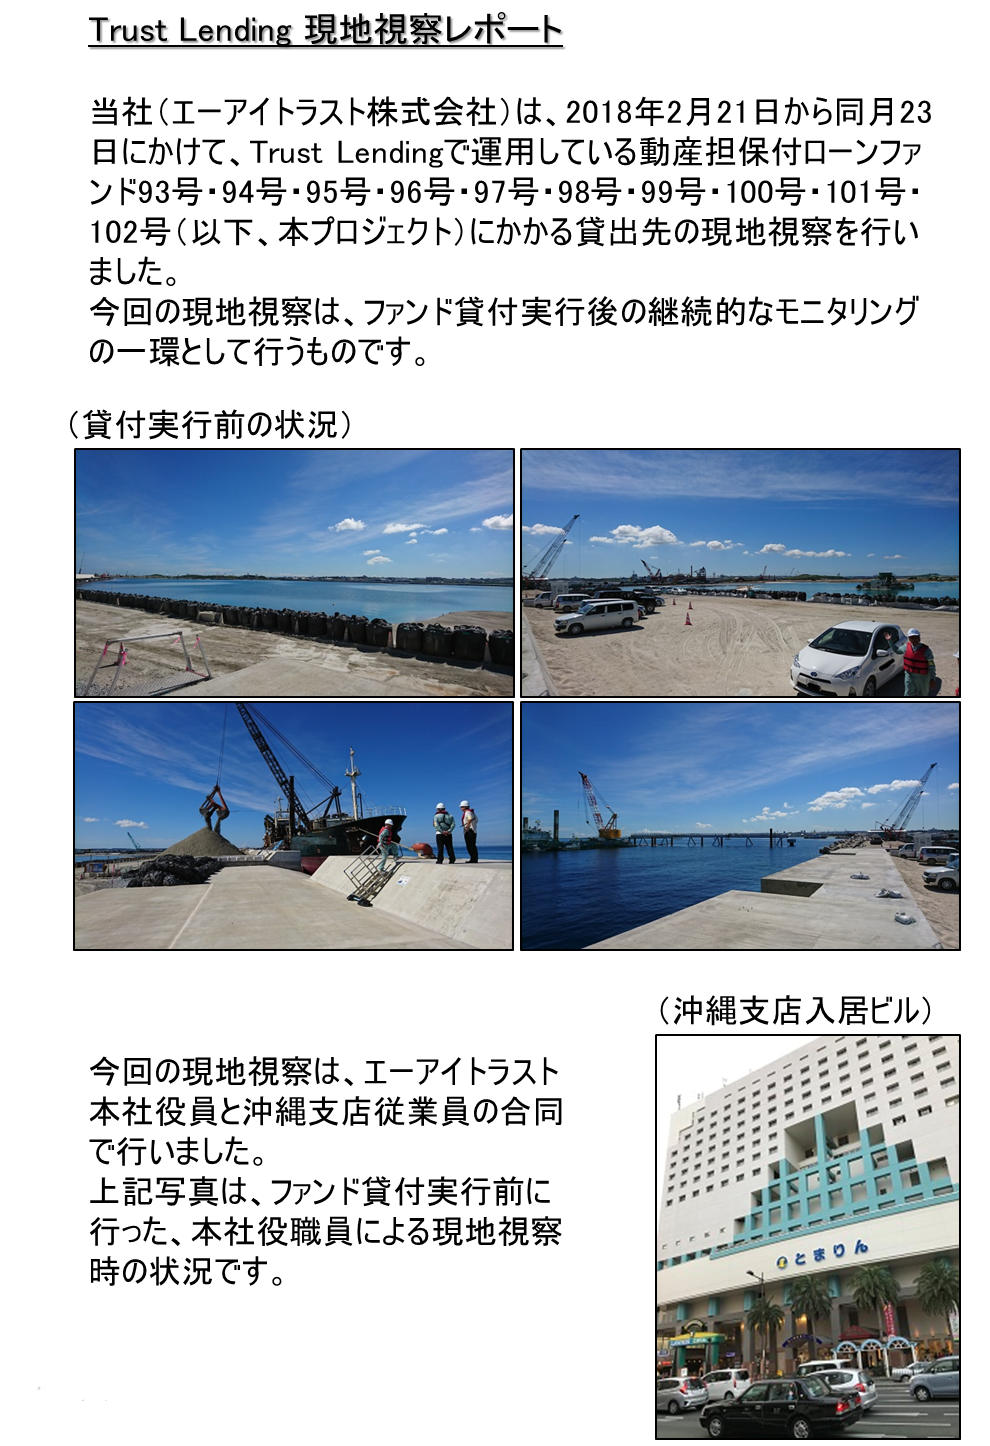 Trust Lending 現地視察レポート
当社(エーアイトラスト株式会社)は、2018年2月21日から同月23
日にかけて、Trust Lendingで運用している動産担保付ローンファ
ンド93号・94号・95号・96号・97号・98号・99号・100号・101号・
102号(以下、本プロジェクト)にかかる貸出先の現地視察を行い
ました。
今回の現地視察は、ファンド貸付実行後の継続的なモニタリング
の一環として行うものです。
(貸付実行前の状況)
(沖縄支店入居ビル)
今回の現地視察は、エーアイトラスト
本社役員と沖縄支店従業員の合同
で行いました。
上記写真は、ファンド貸付実行前に
行った、本社役職員による現地視察
時の状況です。
とまりん